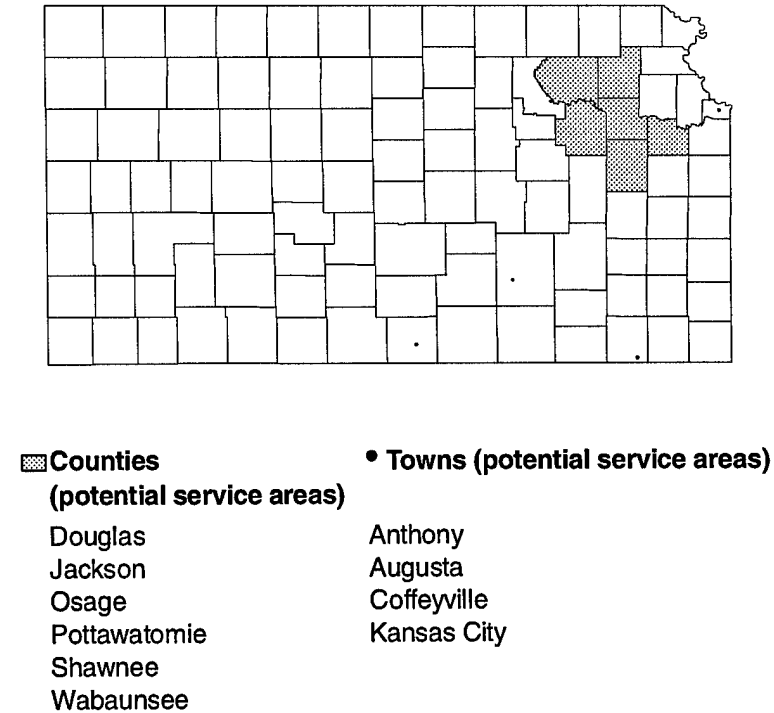 Counties
(potential service areas)
Douglas
Jackson
Osage
Pottawatomie
Shawnee
Wabaunsee
• Towns (potential service areas)
Anthony
Augusta
Coffeyville
Kansas City